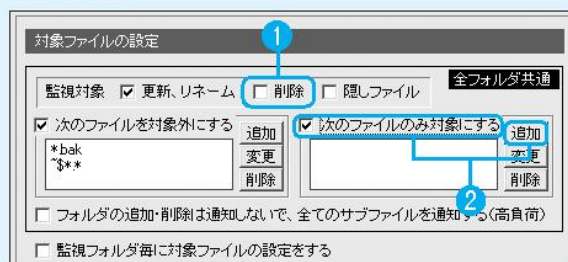 対象ファイルの設定
1
全フォルダ共通
監視対象 更新、リネーム 削除 隠しファイル
次のファイルを対象外にする
追加
変更
削除
*.bak
~$*.*
次のファイルのみ対象にする
追加
変更
削除
2
フォルダの追加・削除は通知しないで、全てのサブファイルを通知する(高負荷)
監視フォルダ毎に対象ファイルの設定をする